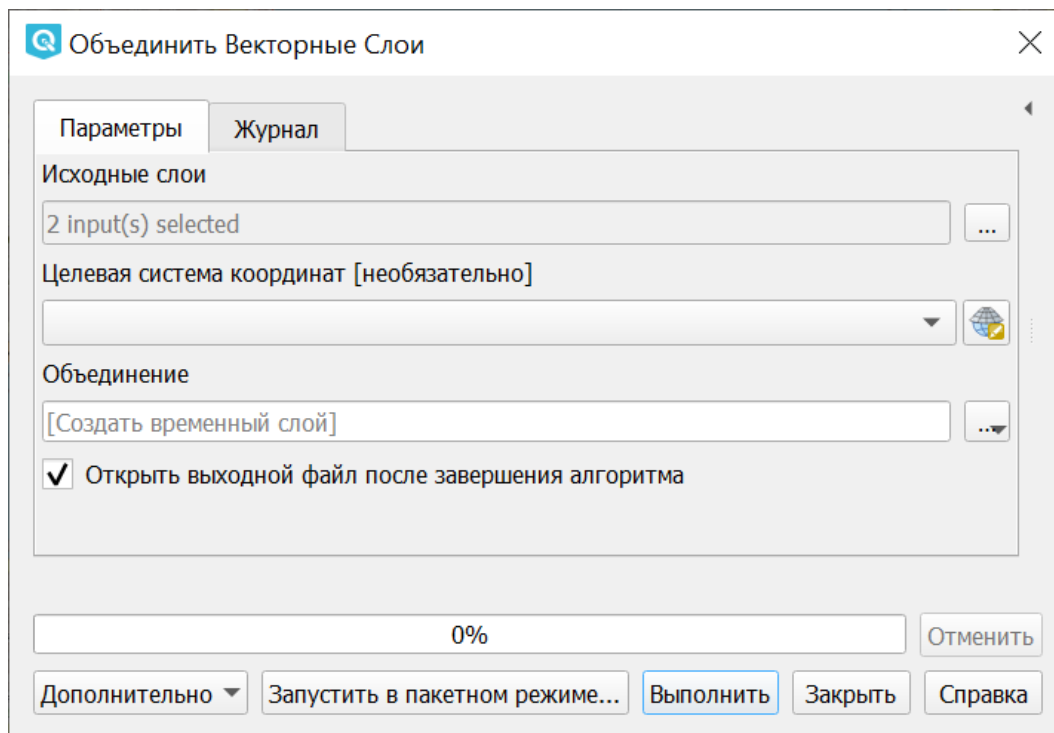 Объединить Векторные Слои
Параметры
Журнал
Исходные слои
2 input(s) selected
...
Целевая система координат [необязательно]
Объединение
[Создать временный слой]
...
Открыть выходной файл после завершения алгоритма
0%
Отменить
Дополнительно
Запустить в пакетном режиме...
Выполнить
Закрыть
Справка